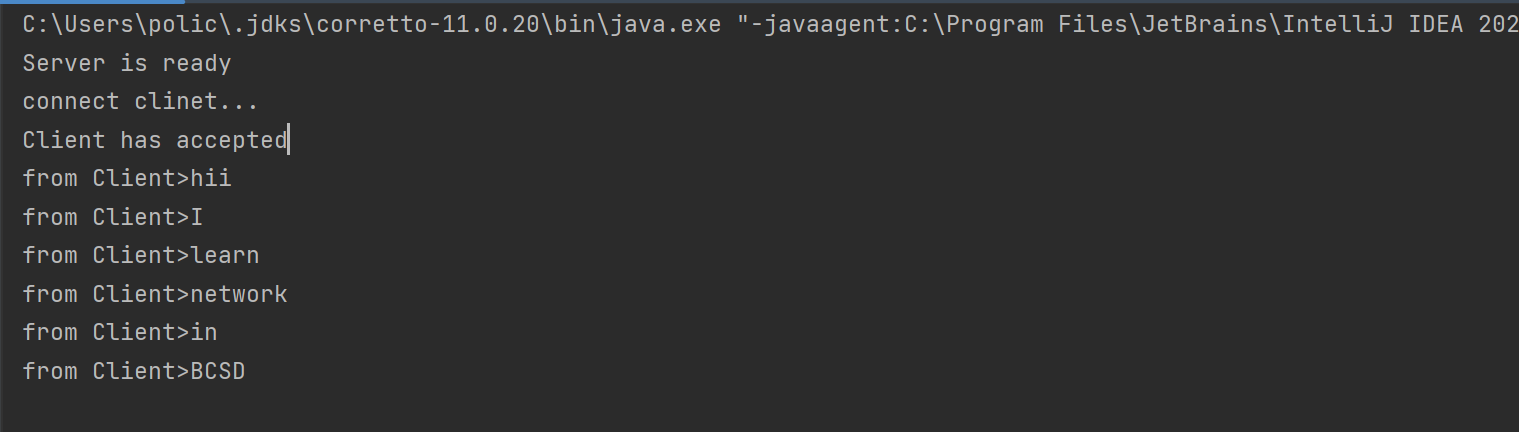 C:\Users\polic\.jdks\corretto-11.0.20\bin\java.exe "-javaagent:C:\Program Files\JetBrains\IntelliJ IDEA 202
Server is ready
connect clinet...
Client has accepted
from Client>hii
from Client>I
from Client>learn
from Client>network
from Client>in
from Client>BCSD